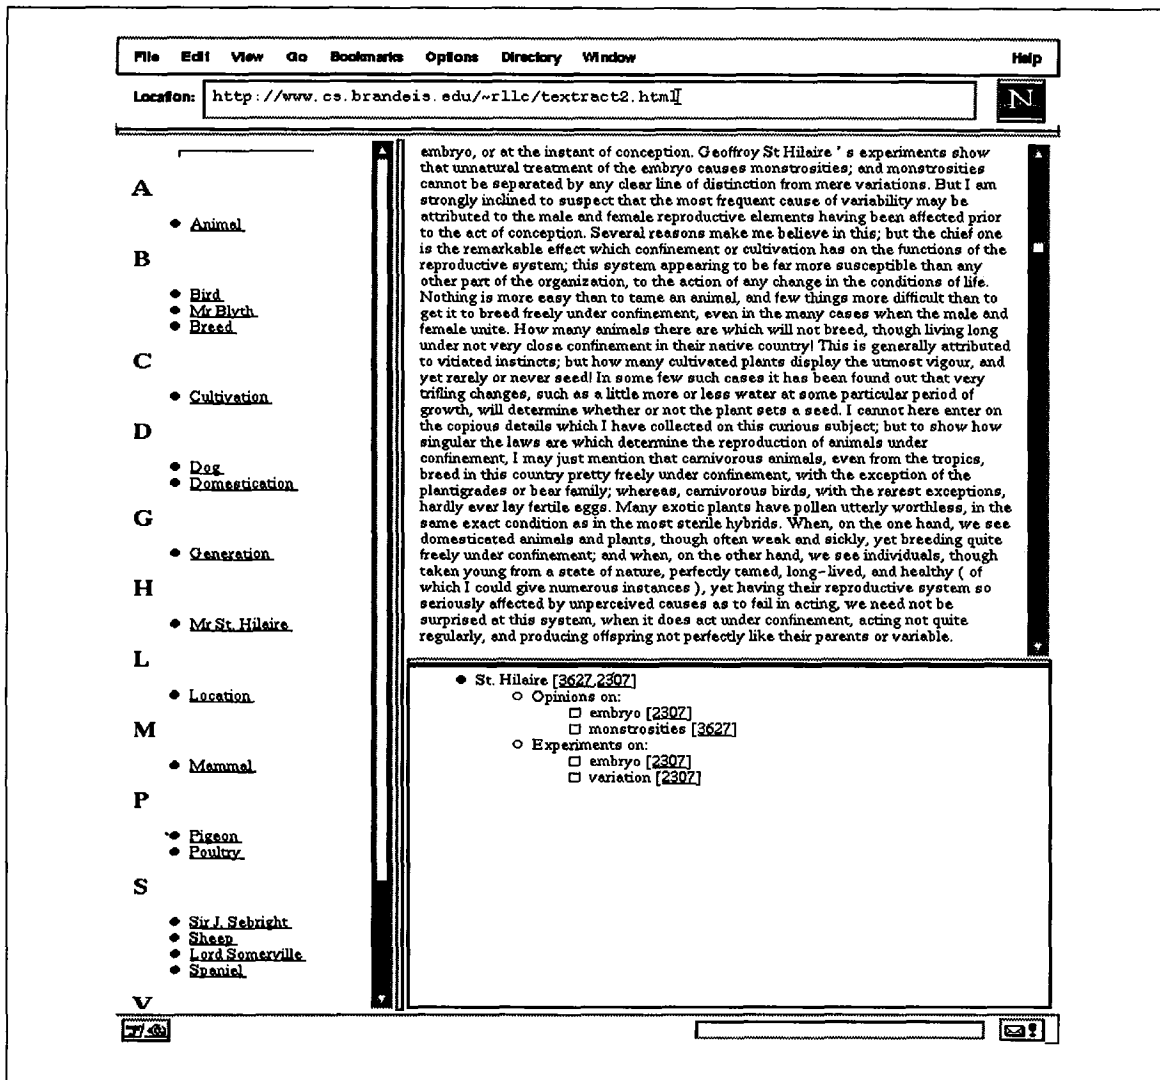 File Edit View Go Bookmarks Options Directory Window Help
Location: http://www.cs.brandeis.edu/~rllc/textract2.html
N
A
Animal
B
Bird
Mr Blyth
Breed
C
Cultivation
D
Dog
Domestication
G
Generation
H
Mr St. Hilaire
L
Location
M
Mammal
P
Pigeon
Poultry
S
Sir J. Sebright
Sheep
Lord Somerville
Spaniel
V
embryo, or at the instant of conception. Geoffroy St Hilaire ' s experiments show
that unnatural treatment of the embryo causes monstrosities; and monstrosities
cannot be separated by any clear line of distinction from mere variations. But I am
strongly inclined to suspect that the most frequent cause of variability may be
attributed to the male and female reproductive elements having been affected prior
to the act of conception. Several reasons make me believe in this; but the chief one
is the remarkable effect which confinement or cultivation has on the functions of the
reproductive system; this system appearing to be far more susceptible than any
other part of the organization, to the action of any change in the conditions of life.
Nothing is more easy than to tame an animal, and few things more difficult than to
get it to breed freely under confinement, even in the many cases when the male and
female unite. How many animals there are which will not breed, though living long
under not very close confinement in their native country! This is generally attributed
to vitiated instincts; but how many cultivated plants display the utmost vigour, and
yet rarely or never seed! In some few such cases it has been found out that very
trifling changes, such as a little more or less water at some particular period of
growth, will determine whether or not the plant sets a seed. I cannot here enter on
the copious details which I have collected on this curious subject; but to show how
singular the laws are which determine the reproduction of animals under
confinement, I may just mention that carnivorous animals, even from the tropics,
breed in this country pretty freely under confinement, with the exception of the
plantigrades or bear family; whereas, carnivorous birds, with the rarest exceptions,
hardly ever lay fertile eggs. Many exotic plants have pollen utterly worthless, in the
same exact condition as in the most sterile hybrids. When, on the one hand, we see
domesticated animals and plants, though often weak and sickly, yet breeding quite
freely under confinement; and when, on the other hand, we see individuals, though
taken young from a state of nature, perfectly tamed, long-lived, and healthy ( of
which I could give numerous instances ), yet having their reproductive system so
seriously affected by unperceived causes as to fail in acting, we need not be
surprised at this system, when it does act under confinement, acting not quite
regularly, and producing offspring not perfectly like their parents or variable.
St. Hilaire [3627,2307]
Opinions on:
embryo [2307]
monstrosities [3627]
Experiments on:
embryo [2307]
variation [2307]